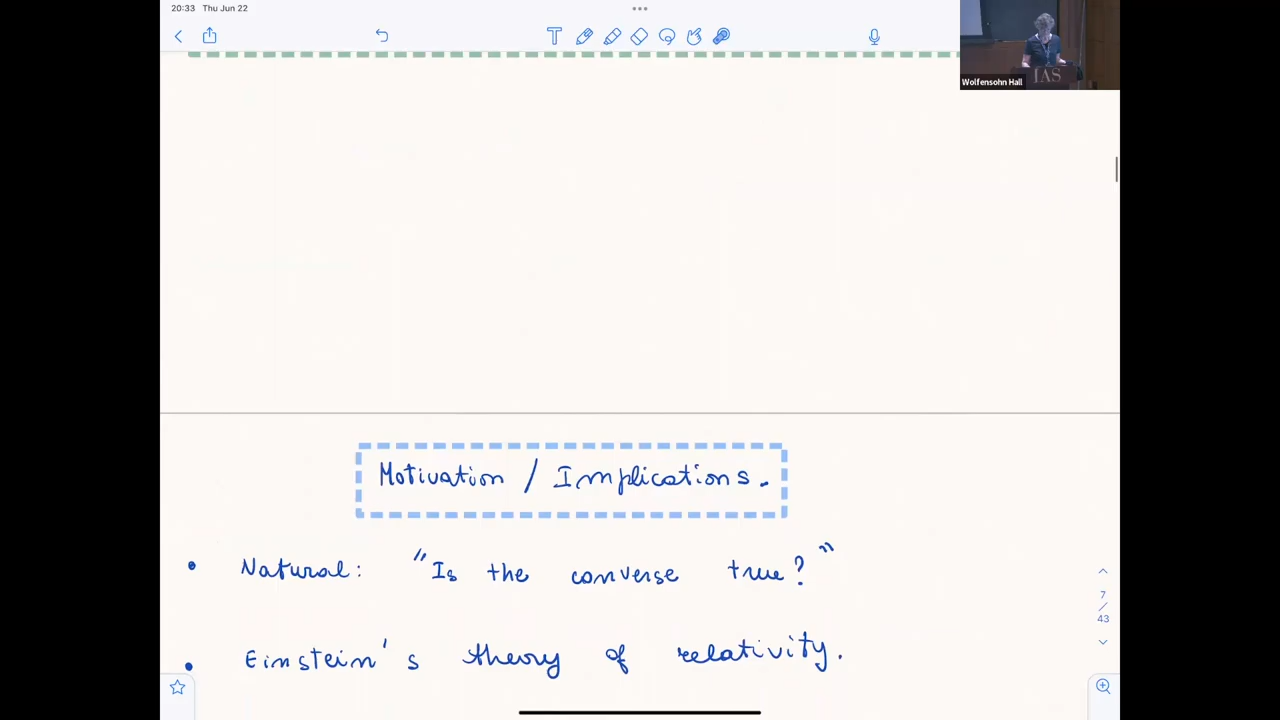 20:33 Thu Jun 22
T
IAS
Wolfensohn Hall
Motivation / Implications.
• Natural: "Is the converse true?"
7
/
43
• Einstein's theory of relativity.